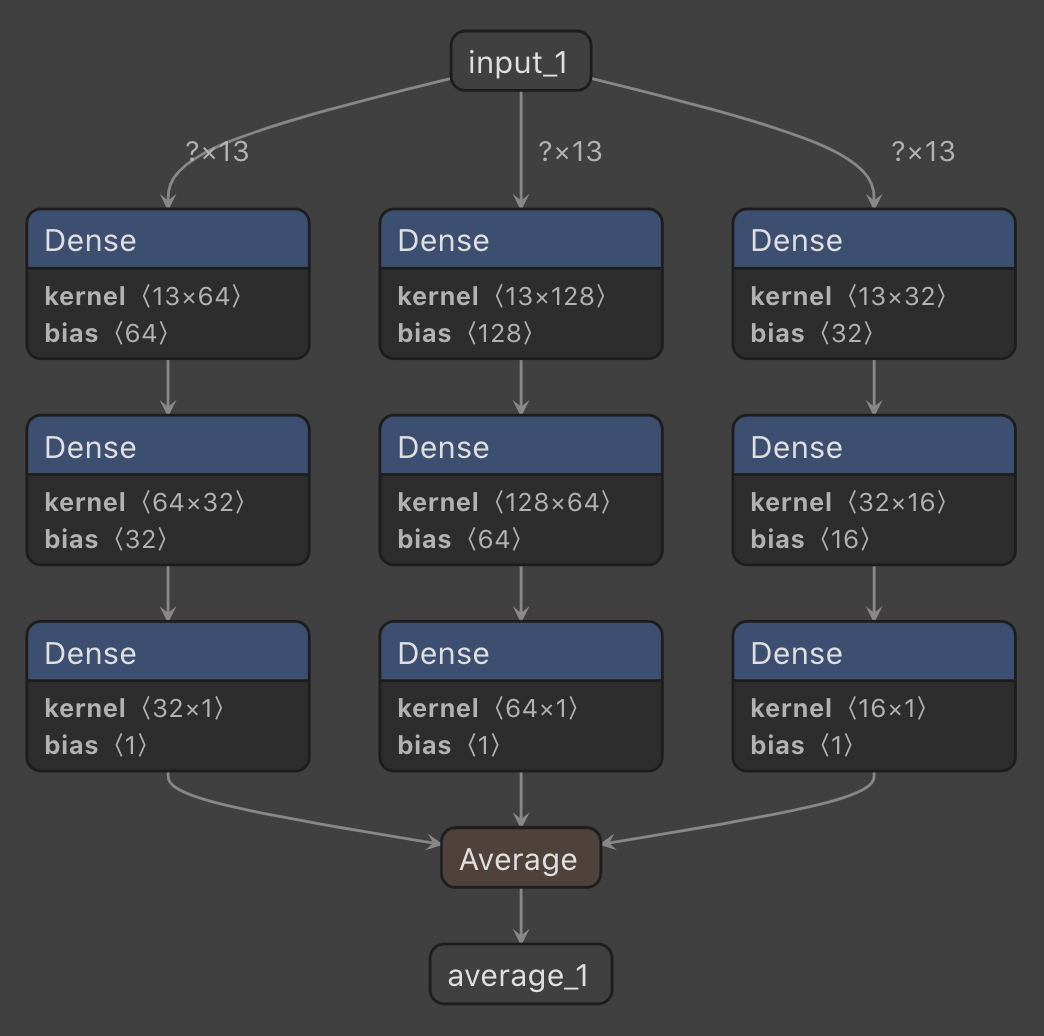 input_1
?×13
?×13
?×13
Dense
kernel 〈13×64〉
bias 〈64〉
Dense
kernel 〈13×128〉
bias 〈128〉
Dense
kernel 〈13×32〉
bias 〈32〉
Dense
kernel 〈64×32〉
bias 〈32〉
Dense
kernel 〈128×64〉
bias 〈64〉
Dense
kernel 〈32×16〉
bias 〈16〉
Dense
kernel 〈32×1〉
bias 〈1〉
Dense
kernel 〈64×1〉
bias 〈1〉
Dense
kernel 〈16×1〉
bias 〈1〉
Average
average_1